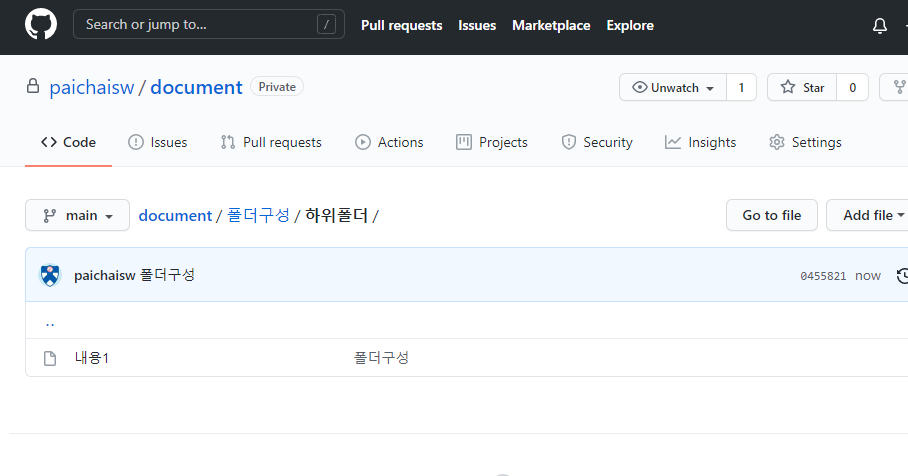 Search or jump to… / Pull requests Issues Marketplace Explore
paichaisw / document Private Unwatch 1 Star 0
Code Issues Pull requests Actions Projects Security Insights Settings
main document / 폴더구성 / 하위폴더 / Go to file Add file
paichaisw 폴더구성 0455821 now
..
내용1 폴더구성